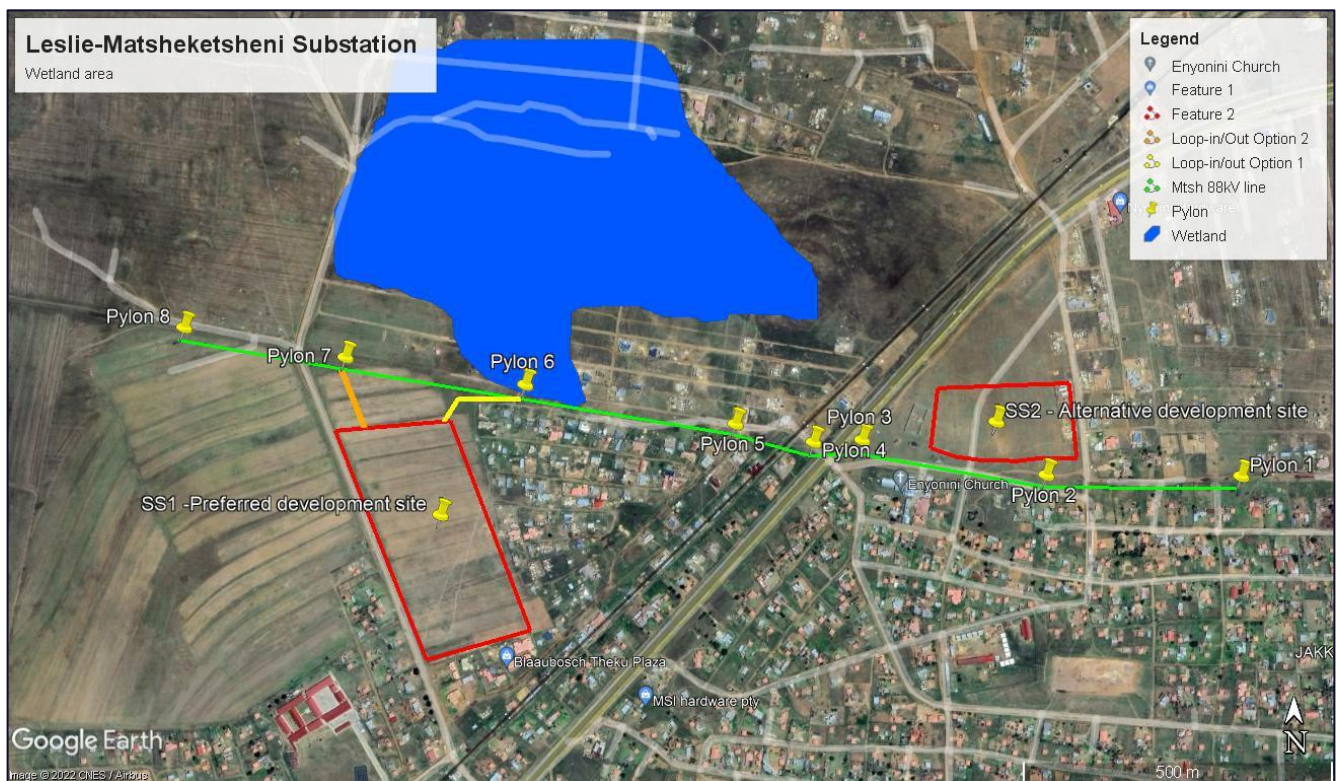 Leslie-Matsheketsheni Substation
Wetland area
Legend
Enyonini Church
Feature 1
Feature 2
Loop-in/Out Option 2
Loop-in/out Option 1
Mtsh 88kV line
Pylon
Wetland
Pylon 8
Pylon 7
Pylon 6
Pylon 5
Pylon 3
Pylon 4
SS2 - Alternative development site
Pylon 1
Pylon 2
Enyonini Church
SS1 -Preferred development site
Blaaubosch Theku Plaza
MSI hardware pty
JAKK
Google Earth
Image © 2022 CNES / Airbus
500 m
N